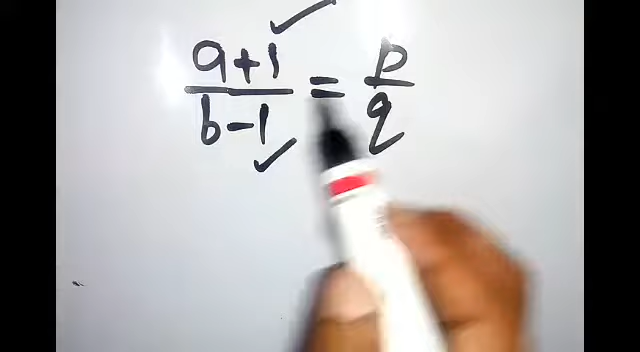 a+1 = p
b-1 q